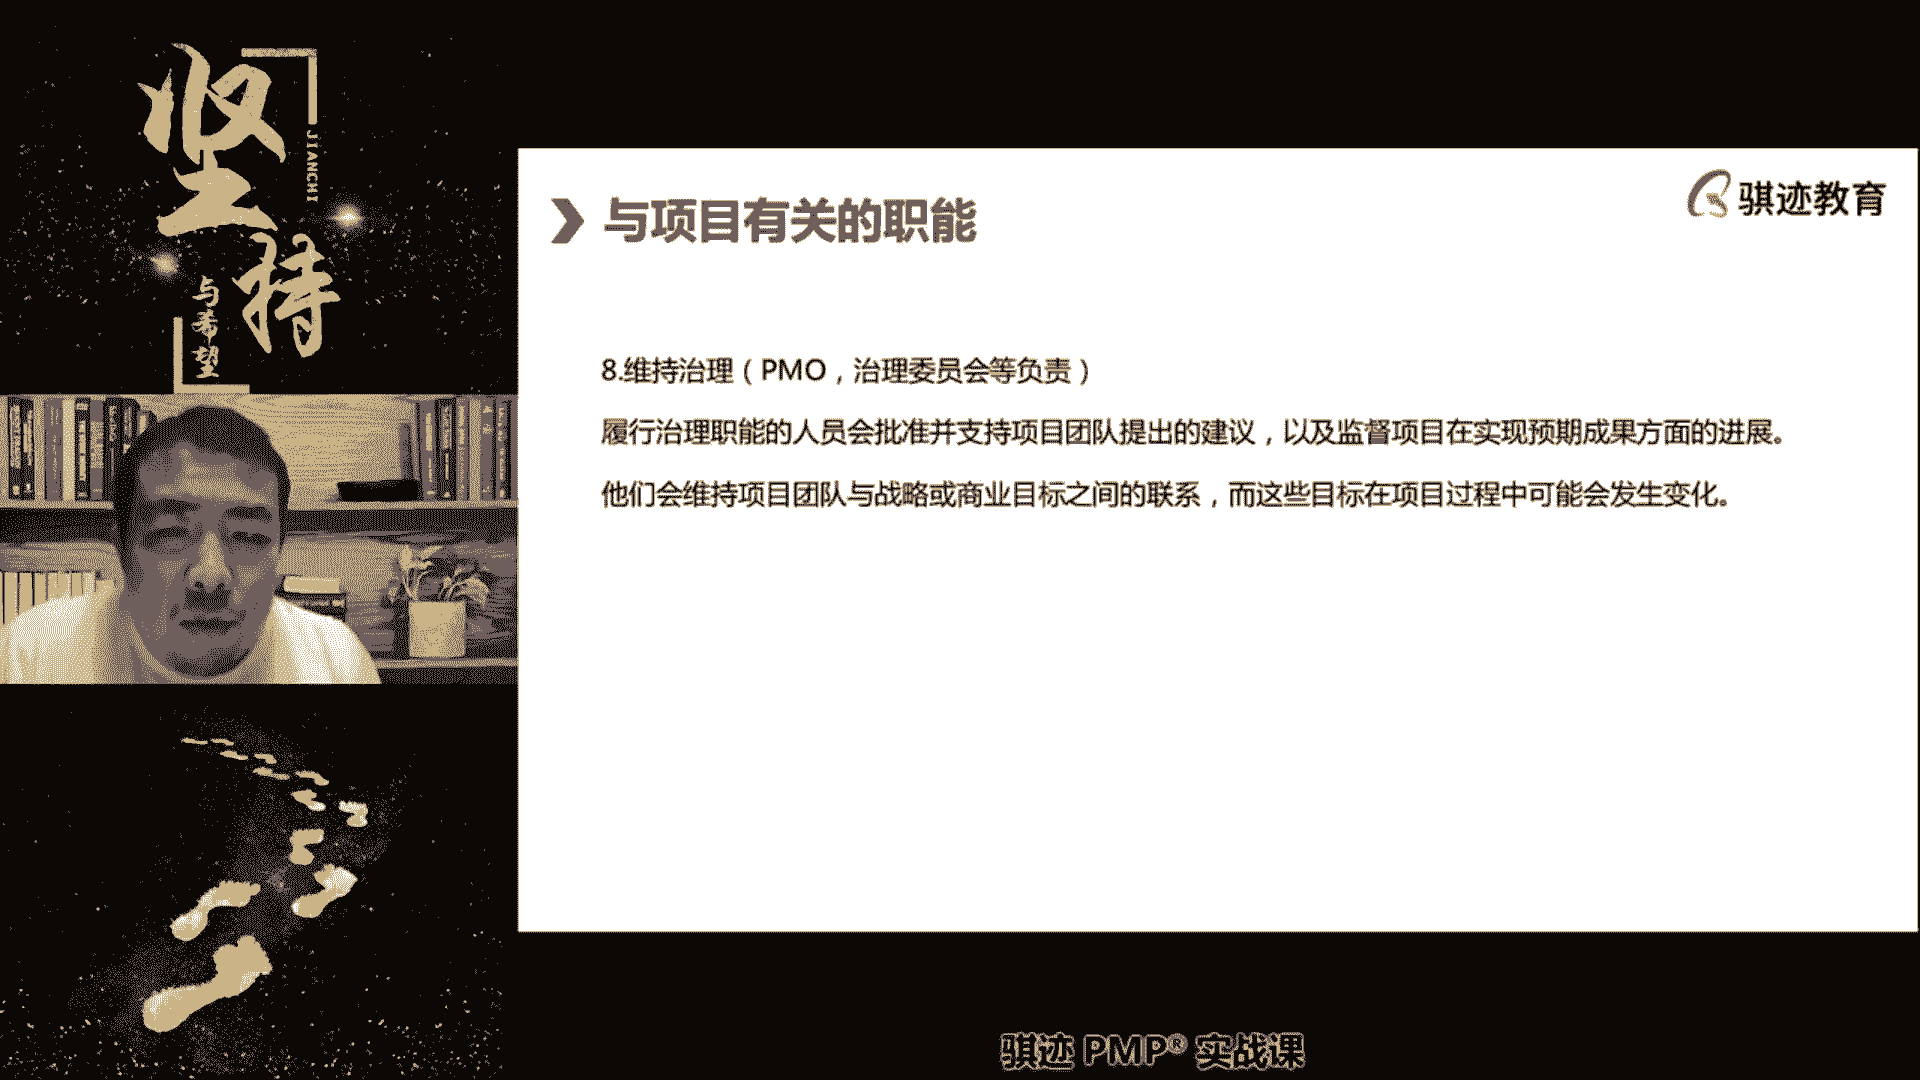 坚持
JIANCHI
与希望
与项目有关的职能
骐迹教育
8.维持治理（PMO，治理委员会等负责）
履行治理职能的人员会批准并支持项目团队提出的建议，以及监督项目在实现预期成果方面的进展。
他们会维持项目团队与战略或商业目标之间的联系，而这些目标在项目过程中可能会发生变化。
骐迹 PMP® 实战课